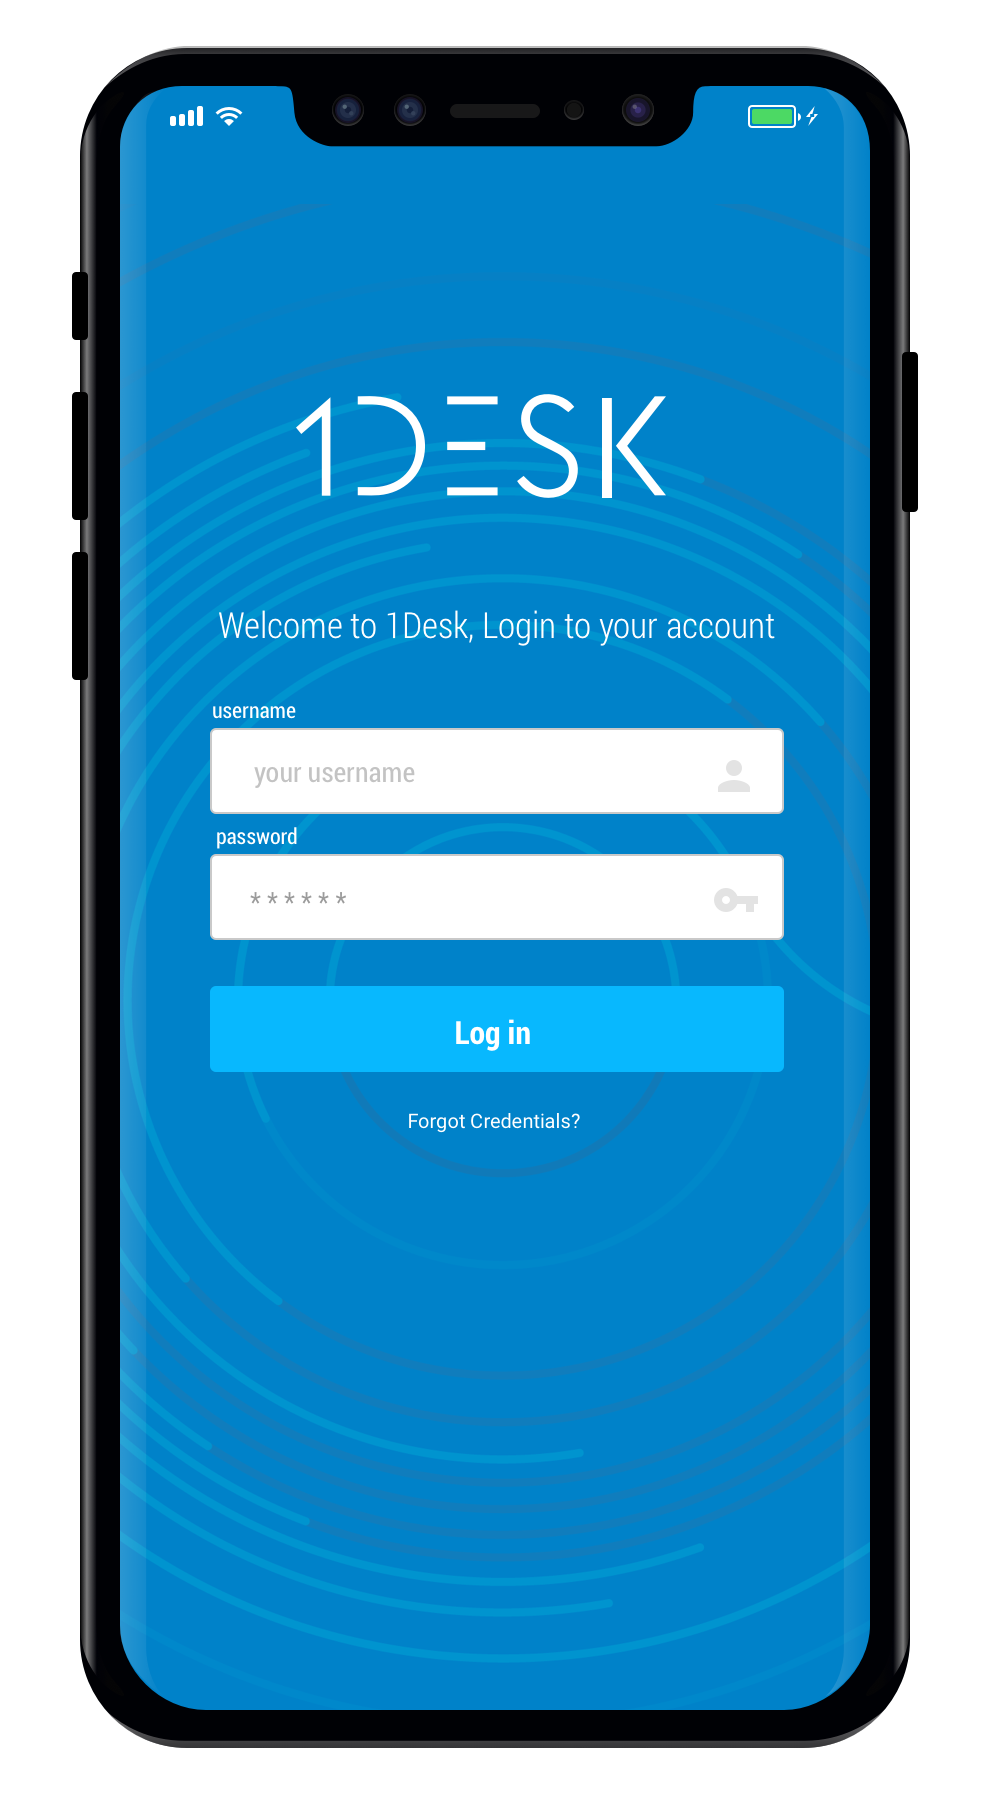 1DESK
Welcome to 1Desk, Login to your account
username
your username
password
******
Log in
Forgot Credentials?